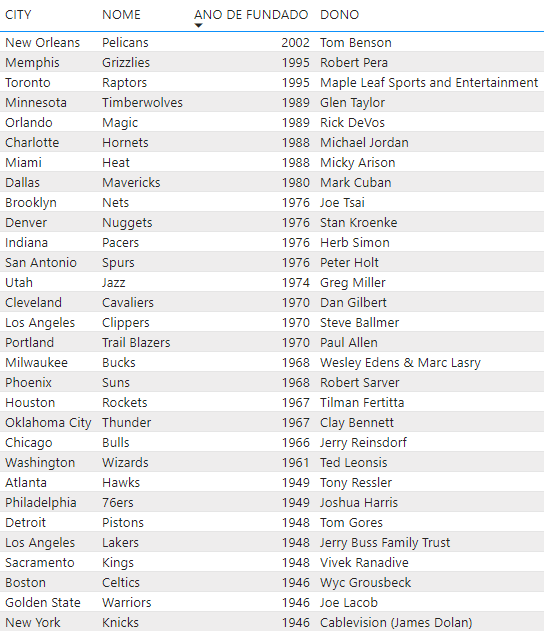 CITY NOME ANO DE FUNDADO DONO
New Orleans Pelicans 2002 Tom Benson
Memphis Grizzlies 1995 Robert Pera
Toronto Raptors 1995 Maple Leaf Sports and Entertainment
Minnesota Timberwolves 1989 Glen Taylor
Orlando Magic 1989 Rick DeVos
Charlotte Hornets 1988 Michael Jordan
Miami Heat 1988 Micky Arison
Dallas Mavericks 1980 Mark Cuban
Brooklyn Nets 1976 Joe Tsai
Denver Nuggets 1976 Stan Kroenke
Indiana Pacers 1976 Herb Simon
San Antonio Spurs 1976 Peter Holt
Utah Jazz 1974 Greg Miller
Cleveland Cavaliers 1970 Dan Gilbert
Los Angeles Clippers 1970 Steve Ballmer
Portland Trail Blazers 1970 Paul Allen
Milwaukee Bucks 1968 Wesley Edens & Marc Lasry
Phoenix Suns 1968 Robert Sarver
Houston Rockets 1967 Tilman Fertitta
Oklahoma City Thunder 1967 Clay Bennett
Chicago Bulls 1966 Jerry Reinsdorf
Washington Wizards 1961 Ted Leonsis
Atlanta Hawks 1949 Tony Ressler
Philadelphia 76ers 1949 Joshua Harris
Detroit Pistons 1948 Tom Gores
Los Angeles Lakers 1948 Jerry Buss Family Trust
Sacramento Kings 1948 Vivek Ranadive
Boston Celtics 1946 Wyc Grousbeck
Golden State Warriors 1946 Joe Lacob
New York Knicks 1946 Cablevision (James Dolan)